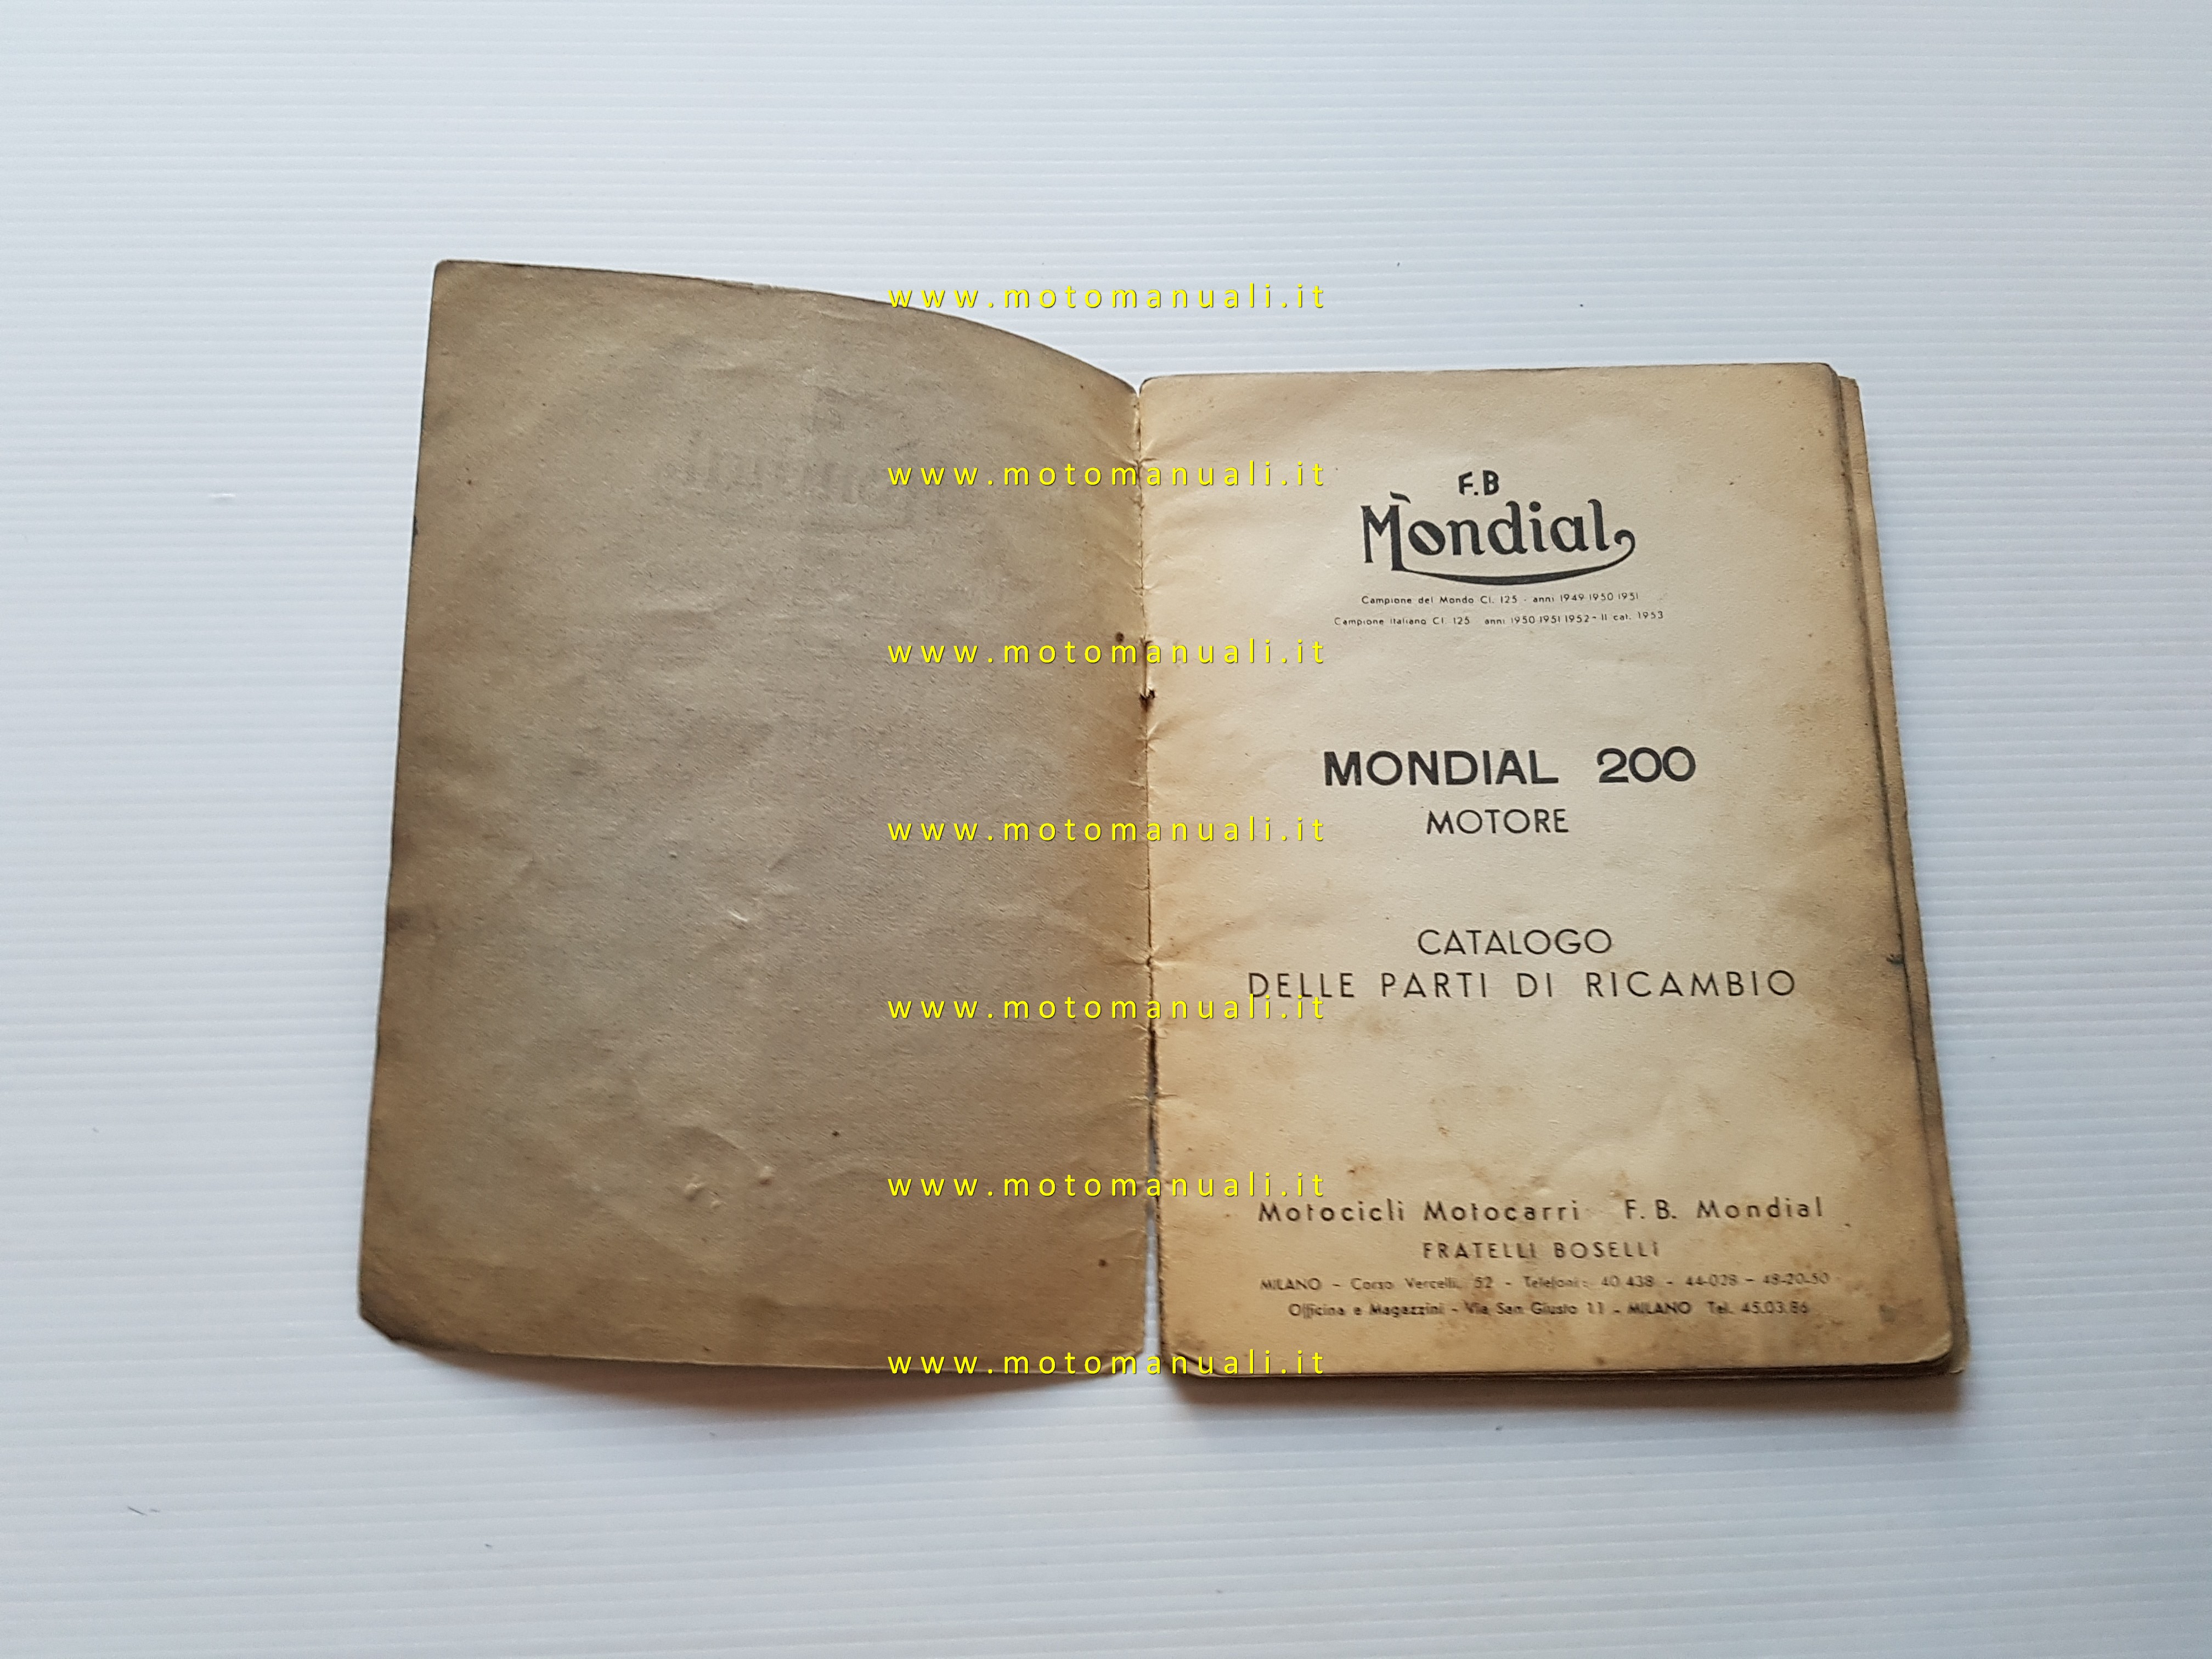 F.B
Mondial
Campione del Mondo Cl. 125 - anni 1949 1950 1951
Campione italiano Cl. 125 anni 1950 1951 1952 - II cat. 1953
MONDIAL 200
MOTORE
CATALOGO
DELLE PARTI DI RICAMBIO
Motocicli Motocarri F. B. Mondial
FRATELLI BOSELLI
MILANO - Corso Vercelli, 52 - Telefoni: 40 438 - 44-028 - 48-20-50
Officina e Magazzini - Via San Giusto 11 - MILANO Tel. 45.03.86
www.motomanuali.it
www.motomanuali.it
www.motomanuali.it
www.motomanuali.it
www.motomanuali.it
www.motomanuali.it
www.motomanuali.it